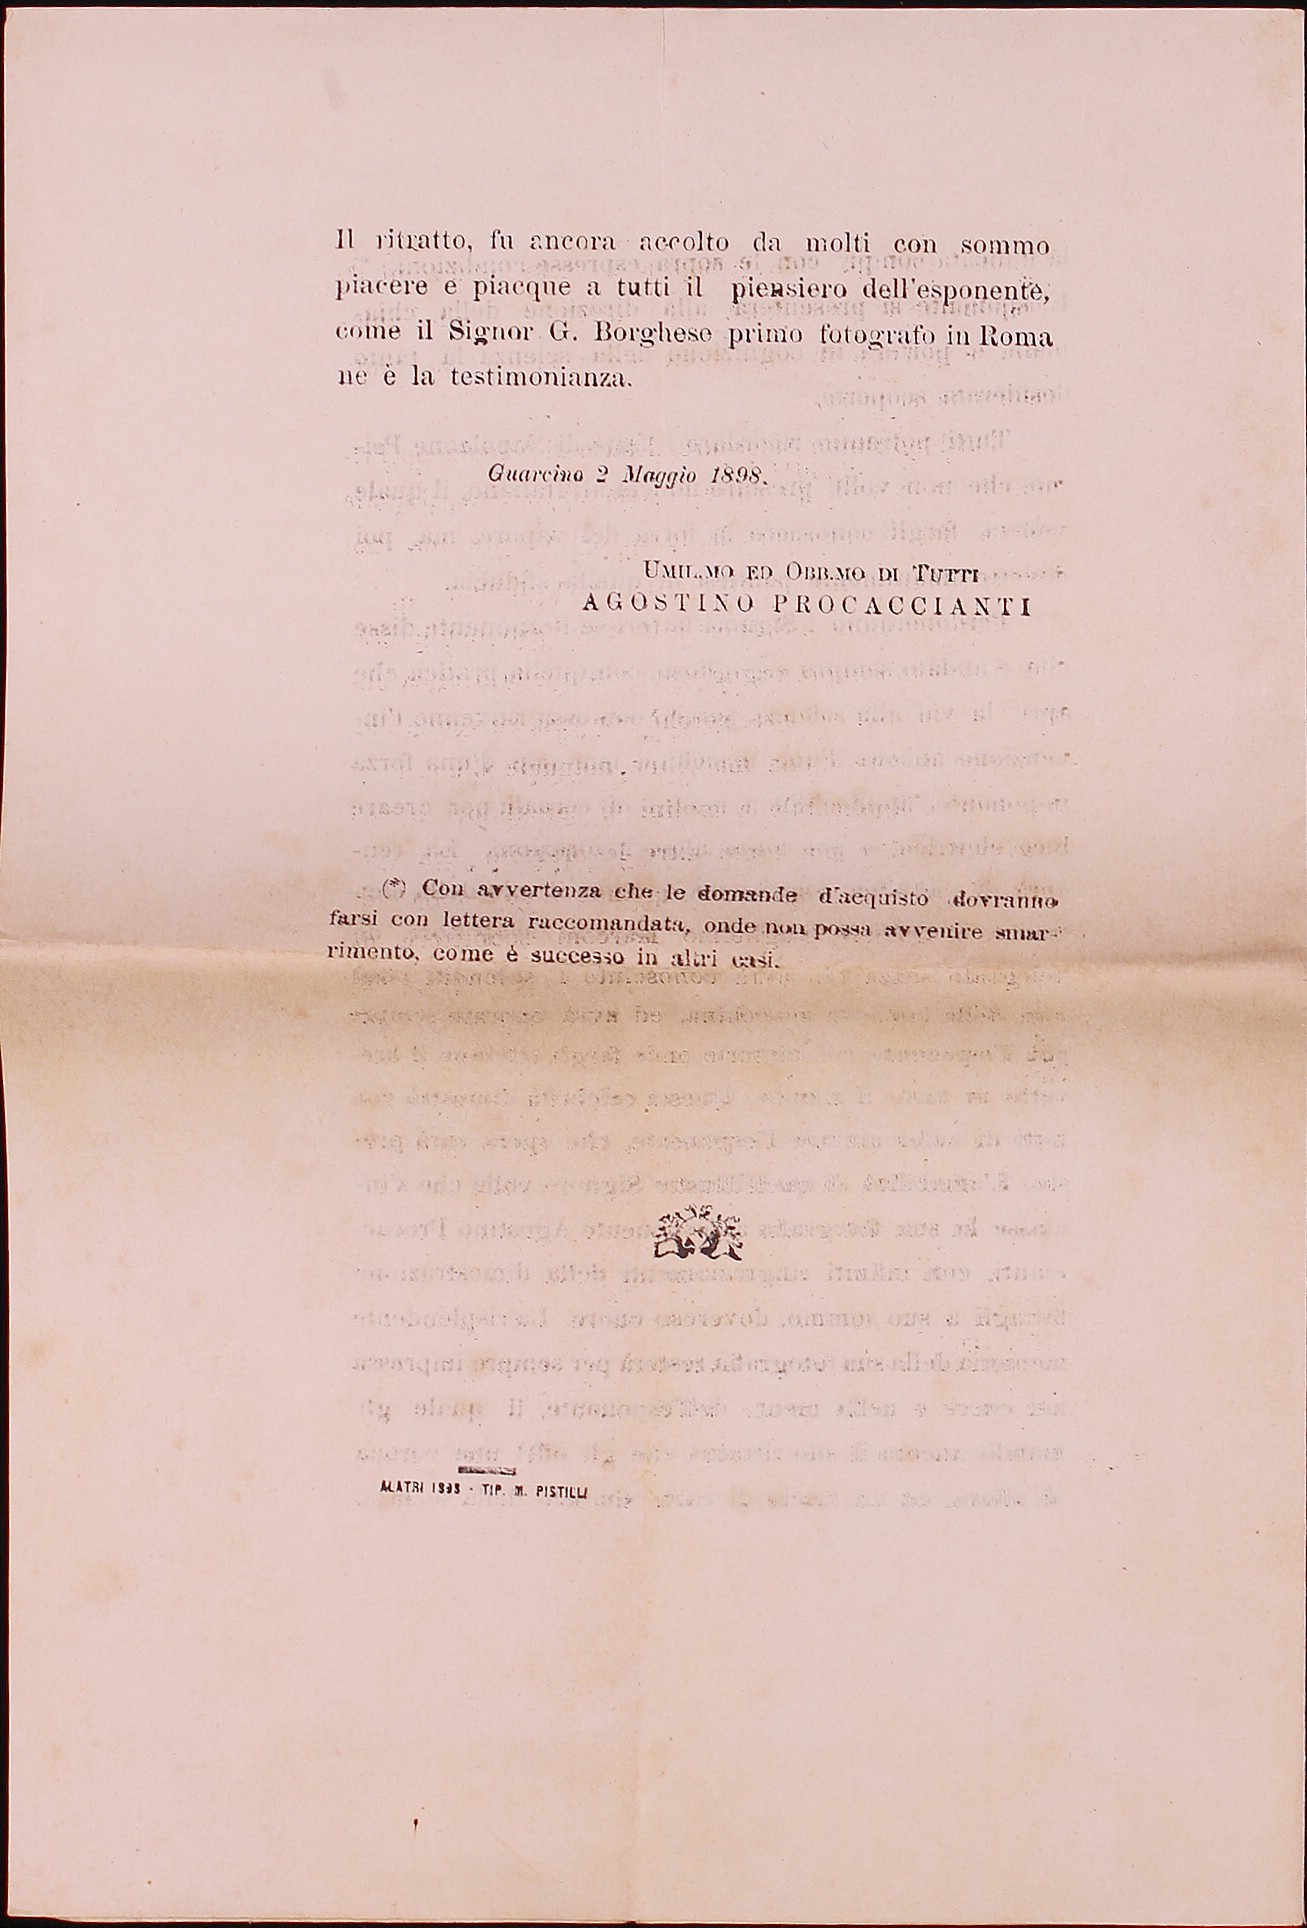 Il ritratto, fu ancora accolto da molti con sommo
piacere e piacque a tutti il piensiero dell'esponente,
come il Signor G. Borghese primo fotografo in Roma
ne è la testimonianza.
Guarcino 2 Maggio 1898.
UMIL.MO ED OBB.MO DI TUTTI
AGOSTINO PROCACCIANTI
(*) Con avvertenza che le domande d'acquisto dovranno
farsi con lettera raccomandata, onde non possa avvenire smar-
rimento, come è successo in altri casi.
ALATRI 1898 - TIP. M. PISTILLI